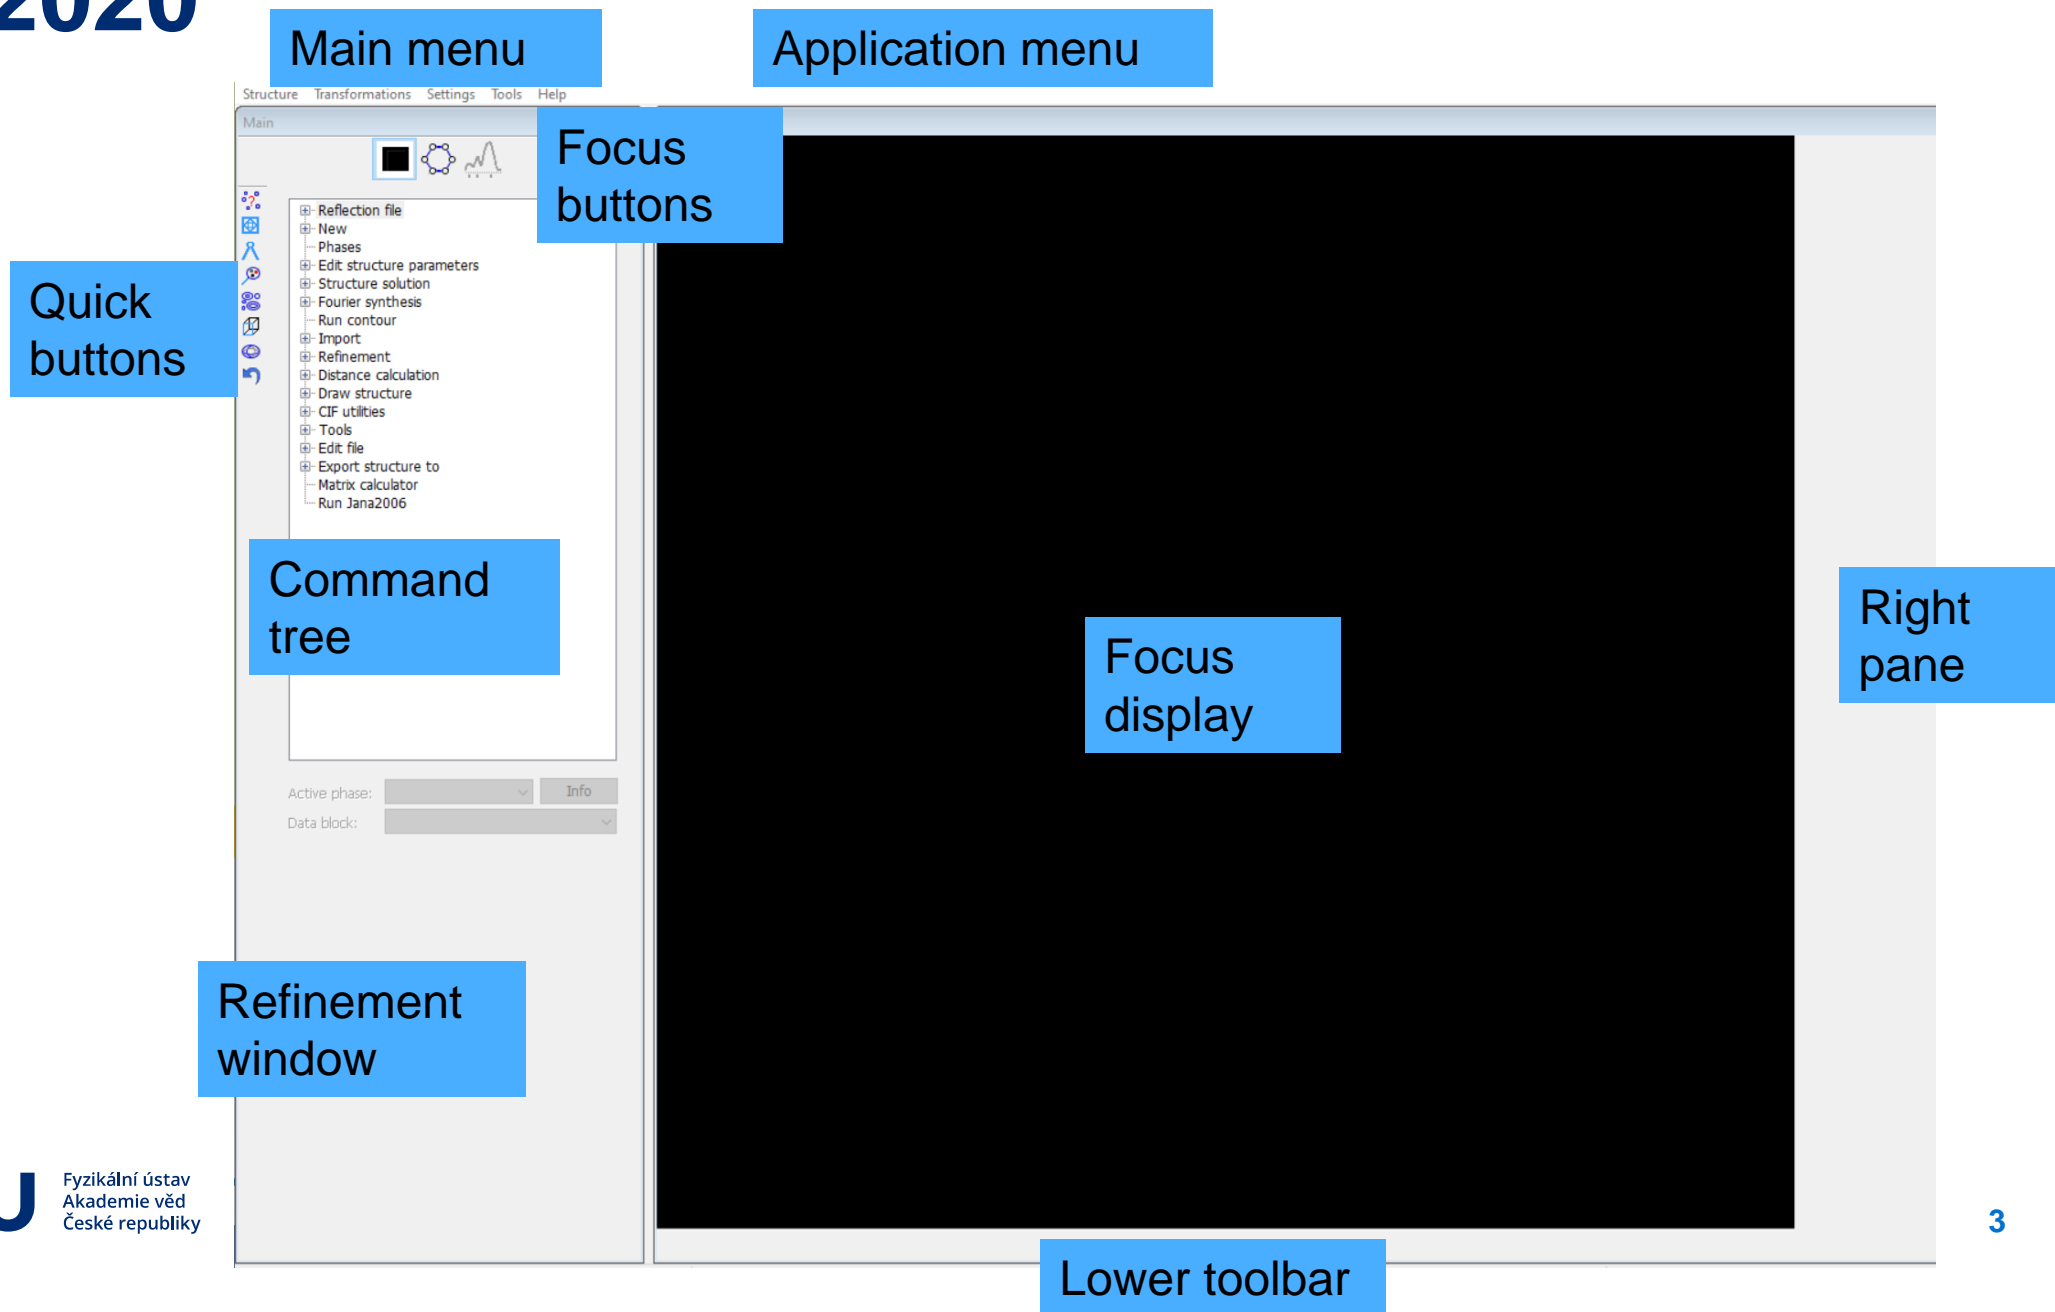 2020
Main menu
Application menu
Structure Transformations Settings Tools Help
Main
Focus
buttons
Quick
buttons
Reflection file
New
Phases
Edit structure parameters
Structure solution
Fourier synthesis
Run contour
Import
Refinement
Distance calculation
Draw structure
CIF utilities
Tools
Edit file
Export structure to
Matrix calculator
Run Jana2006
Command
tree
Focus
display
Right
pane
Active phase:
Info
Data block:
Refinement
window
U
Fyzikální ústav
Akademie věd
České republiky
Lower toolbar
3